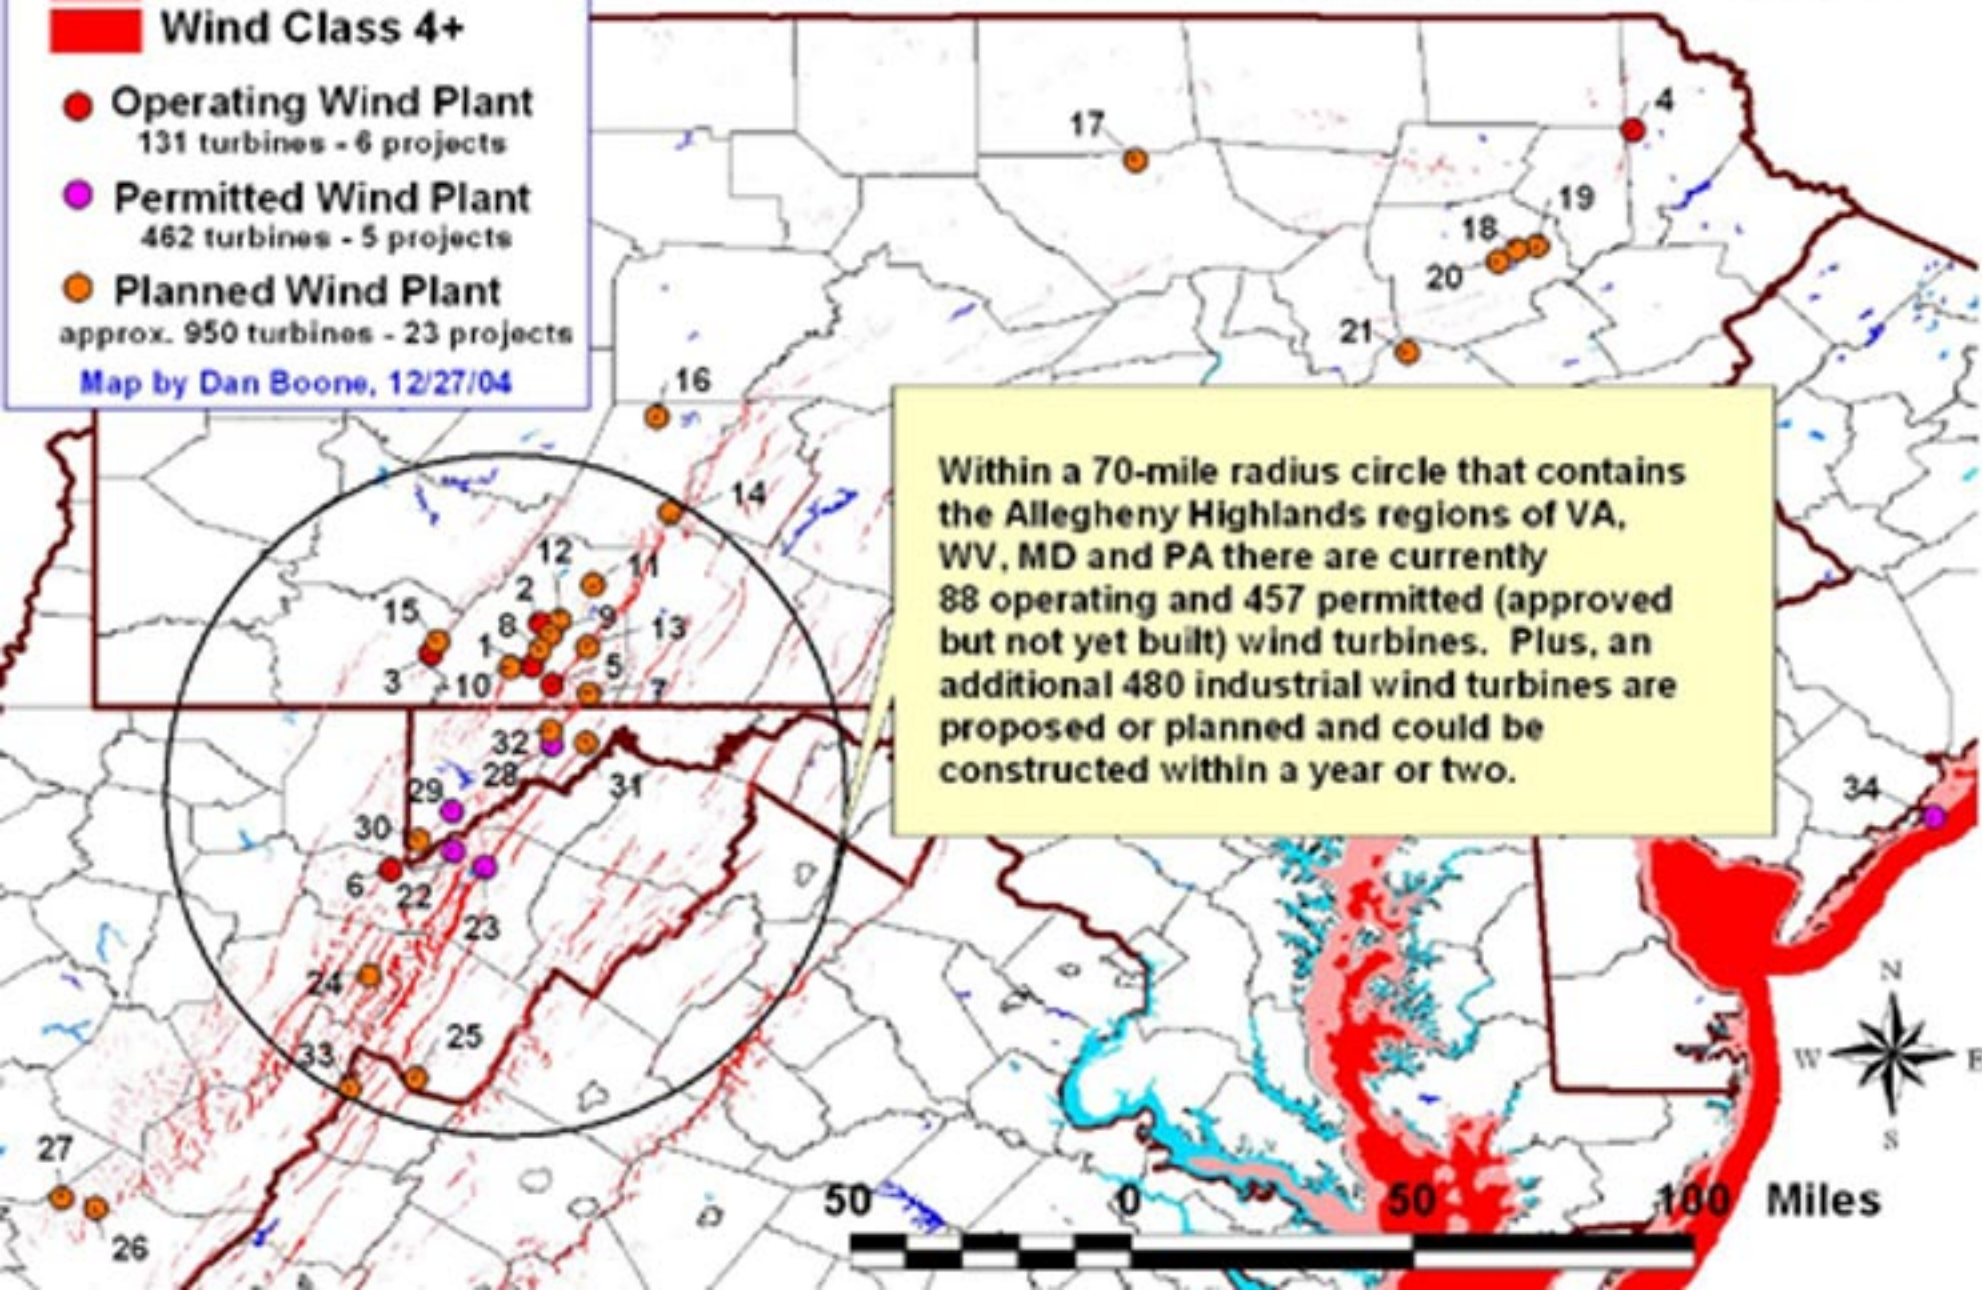 Wind Class 4+
Operating Wind Plant
131 turbines - 6 projects
Permitted Wind Plant
462 turbines - 5 projects
Planned Wind Plant
approx. 950 turbines - 23 projects
Map by Dan Boone, 12/27/04
4
17
19
18
20
21
16
14
12
11
2
9
8
15
13
1
5
3
10
7
32
28
29
31
30
6
22
23
24
25
33
27
26
34
Within a 70-mile radius circle that contains
the Allegheny Highlands regions of VA,
WV, MD and PA there are currently
88 operating and 457 permitted (approved
but not yet built) wind turbines. Plus, an
additional 480 industrial wind turbines are
proposed or planned and could be
constructed within a year or two.
N
W E
S
50 0 50 100 Miles